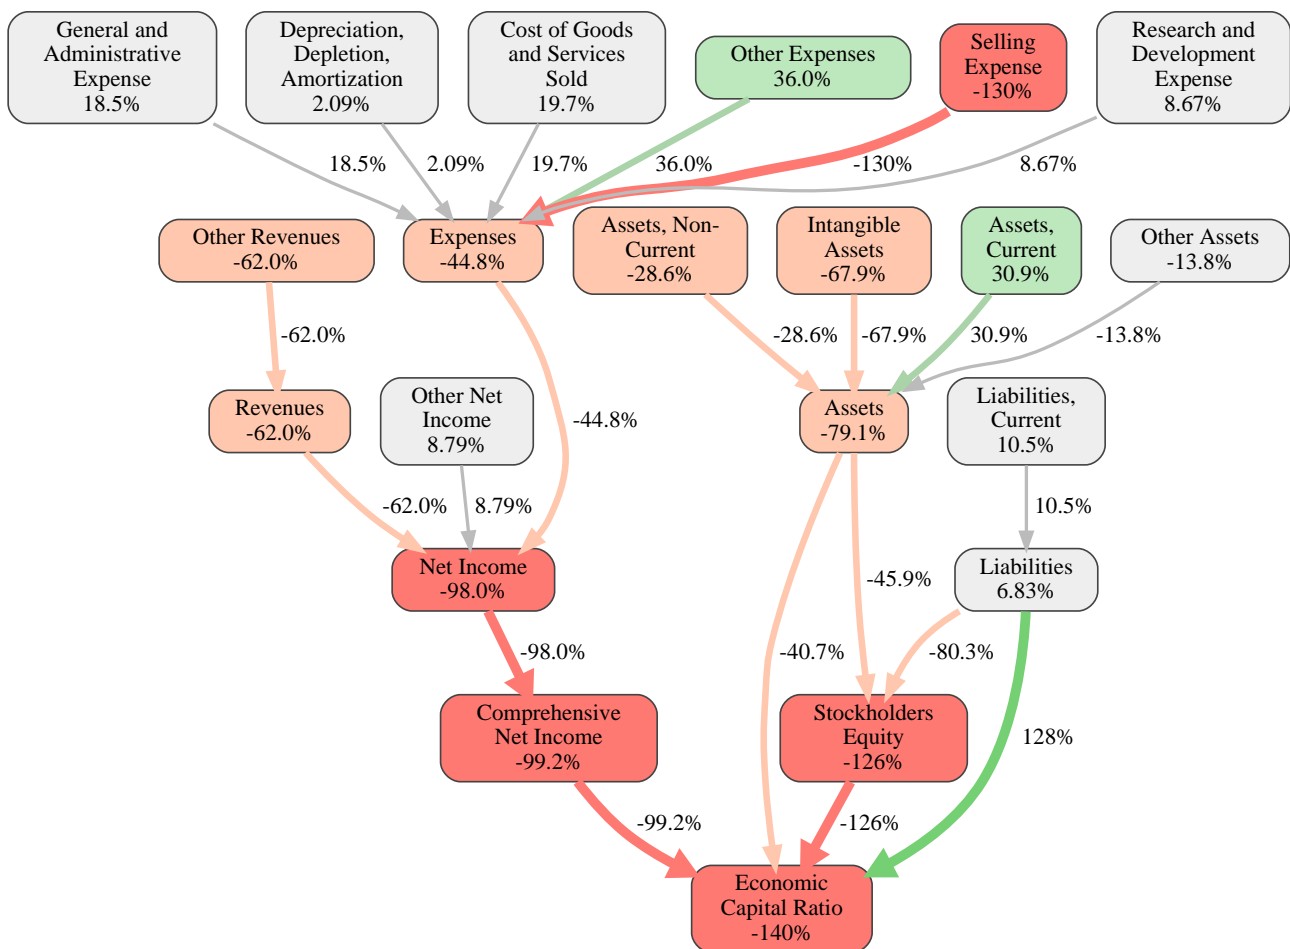 General and
Administrative
Expense
18.5%
Depreciation,
Depletion,
Amortization
2.09%
Cost of Goods
and Services
Sold
19.7%
Other Expenses
36.0%
Selling
Expense
-130%
Research and
Development
Expense
8.67%
18.5%
2.09%
19.7%
36.0%
-130%
8.67%
Other Revenues
-62.0%
Expenses
-44.8%
Assets, Non-
Current
-28.6%
Intangible
Assets
-67.9%
Assets,
Current
30.9%
Other Assets
-13.8%
-62.0%
-28.6%
-67.9%
30.9%
-13.8%
Revenues
-62.0%
Other Net
Income
8.79%
-44.8%
Assets
-79.1%
Liabilities,
Current
10.5%
-62.0%
8.79%
10.5%
Net Income
-98.0%
-45.9%
Liabilities
6.83%
-98.0%
-40.7%
-80.3%
Comprehensive
Net Income
-99.2%
Stockholders
Equity
-126%
128%
-99.2%
-126%
Economic
Capital Ratio
-140%